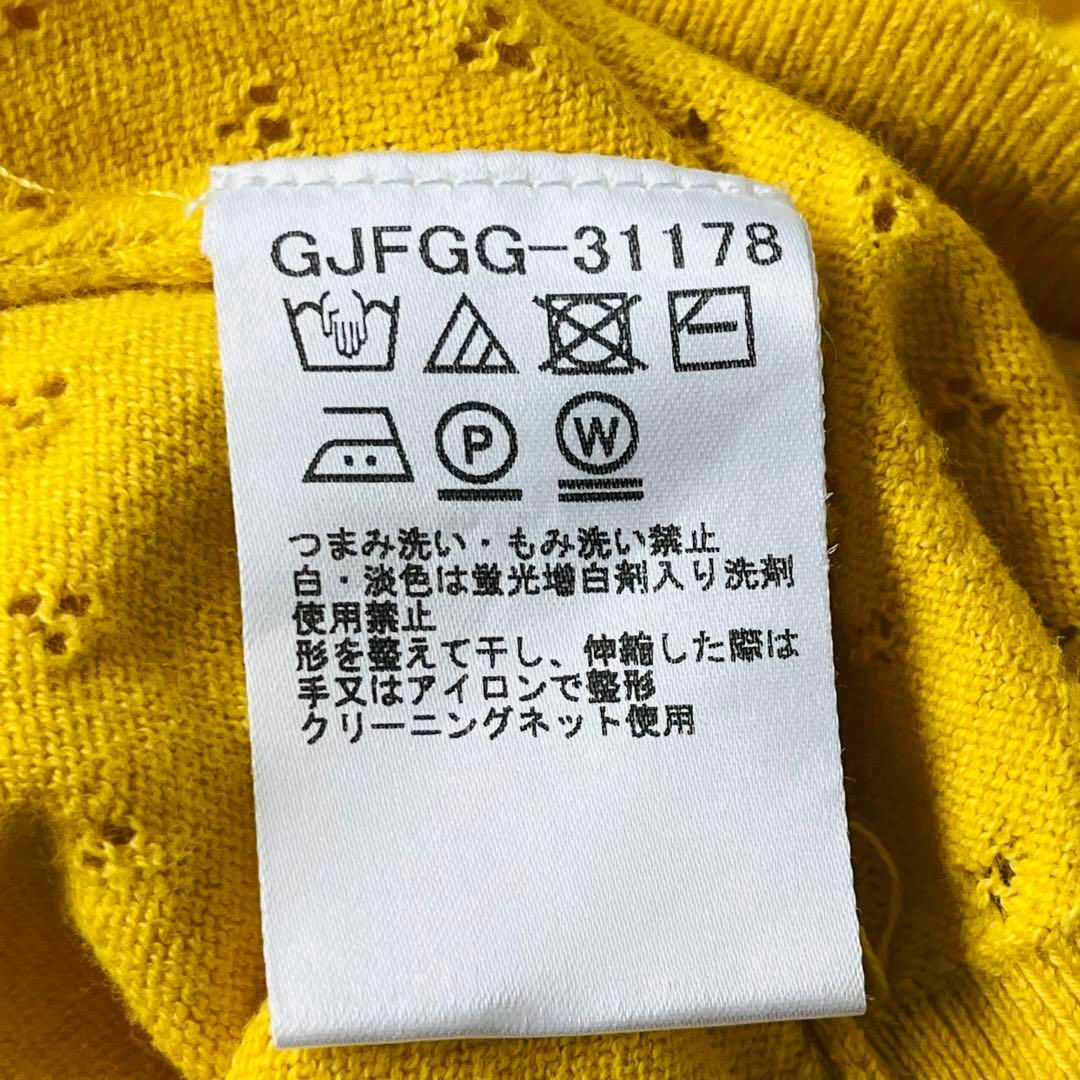 GJFGG-31178
P W
つまみ洗い・もみ洗い禁止
白・淡色は蛍光増白剤入り洗剤
使用禁止
形を整えて干し、伸縮した際は
手又はアイロンで整形
クリーニングネット使用